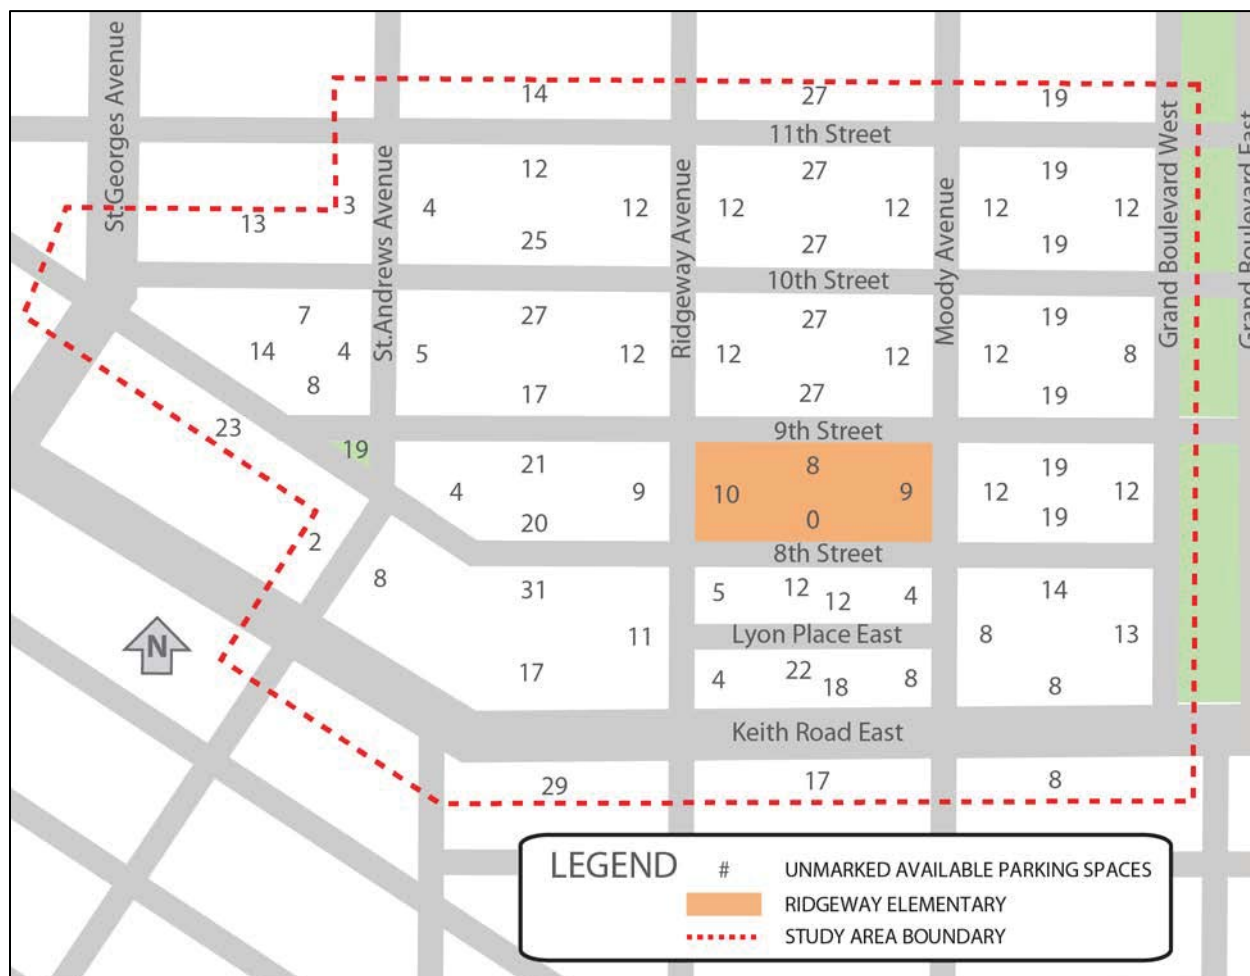 St.Georges Avenue
14 27 19
11th Street
Grand Boulevard West
Grand Boulevard East
St.Andrews Avenue
Ridgeway Avenue
Moody Avenue
12 27 19
13 3 4 12 12 12 12 12
25 27 19
10th Street
7 27 27 19
14 4 5 12 12 12 12 8
8 17 27 19
23
9th Street
19 21 8 19
4 9 10 9 12 12
20 0 19
2
8th Street
8 31 5 12 12 4 14
11 Lyon Place East 8 13
17 4 22 18 8 8
Keith Road East
N
29 17 8
LEGEND
# UNMARKED AVAILABLE PARKING SPACES
RIDGEWAY ELEMENTARY
STUDY AREA BOUNDARY